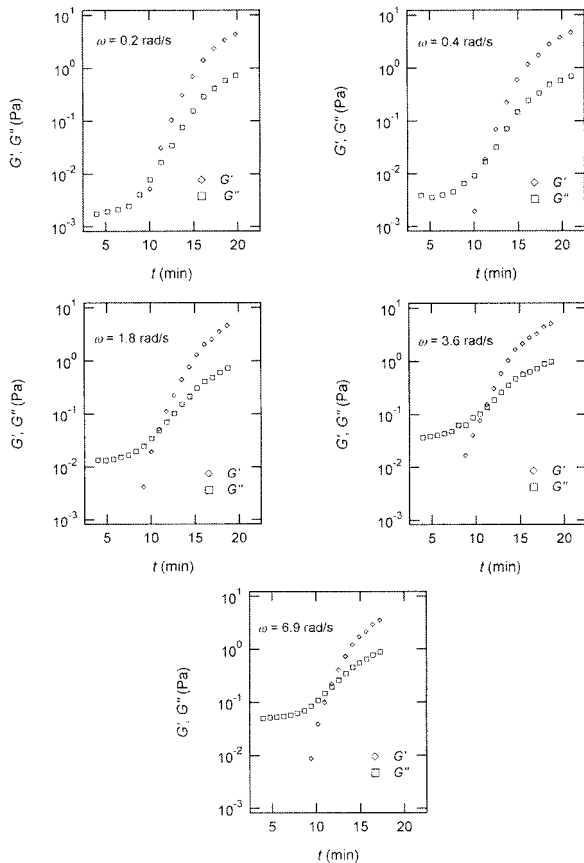 10¹
10⁰
10⁻¹
10⁻²
10⁻³
G', G'' (Pa)
ω = 0.2 rad/s
G'
G''
5 10 15 20
t (min)
10¹
10⁰
10⁻¹
10⁻²
10⁻³
G', G'' (Pa)
ω = 0.4 rad/s
G'
G''
5 10 15 20
t (min)
10¹
10⁰
10⁻¹
10⁻²
10⁻³
G', G'' (Pa)
ω = 1.8 rad/s
G'
G''
5 10 15 20
t (min)
10¹
10⁰
10⁻¹
10⁻²
10⁻³
G', G'' (Pa)
ω = 3.6 rad/s
G'
G''
5 10 15 20
t (min)
10¹
10⁰
10⁻¹
10⁻²
10⁻³
G', G'' (Pa)
ω = 6.9 rad/s
G'
G''
5 10 15 20
t (min)